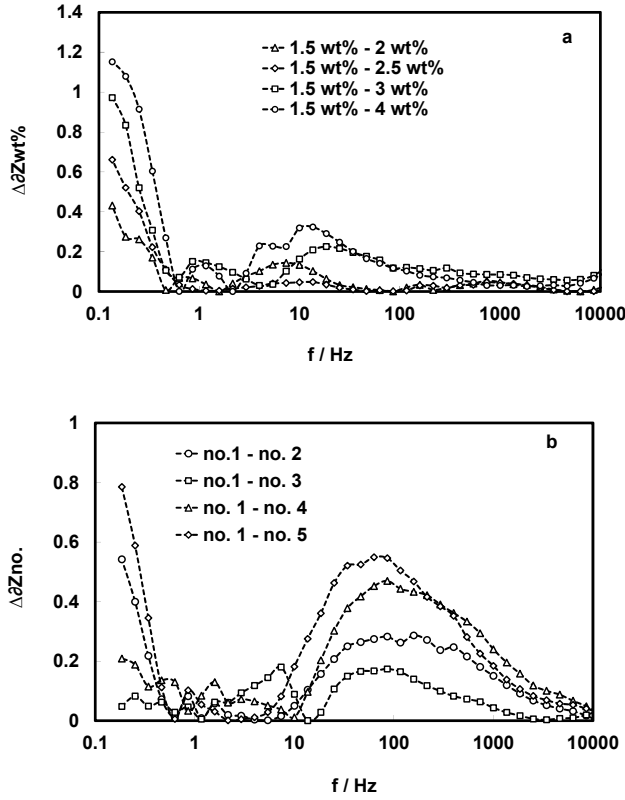 1.4
1.2
1
0.8
0.6
0.4
0.2
0
0.1
1
10
100
1000
10000
Δ∂Zwt%
f / Hz
a
1.5 wt% - 2 wt%
1.5 wt% - 2.5 wt%
1.5 wt% - 3 wt%
1.5 wt% - 4 wt%
1
0.8
0.6
0.4
0.2
0
0.1
1
10
100
1000
10000
Δ∂Zno.
f / Hz
b
no.1 - no. 2
no.1 - no. 3
no. 1 - no. 4
no. 1 - no. 5